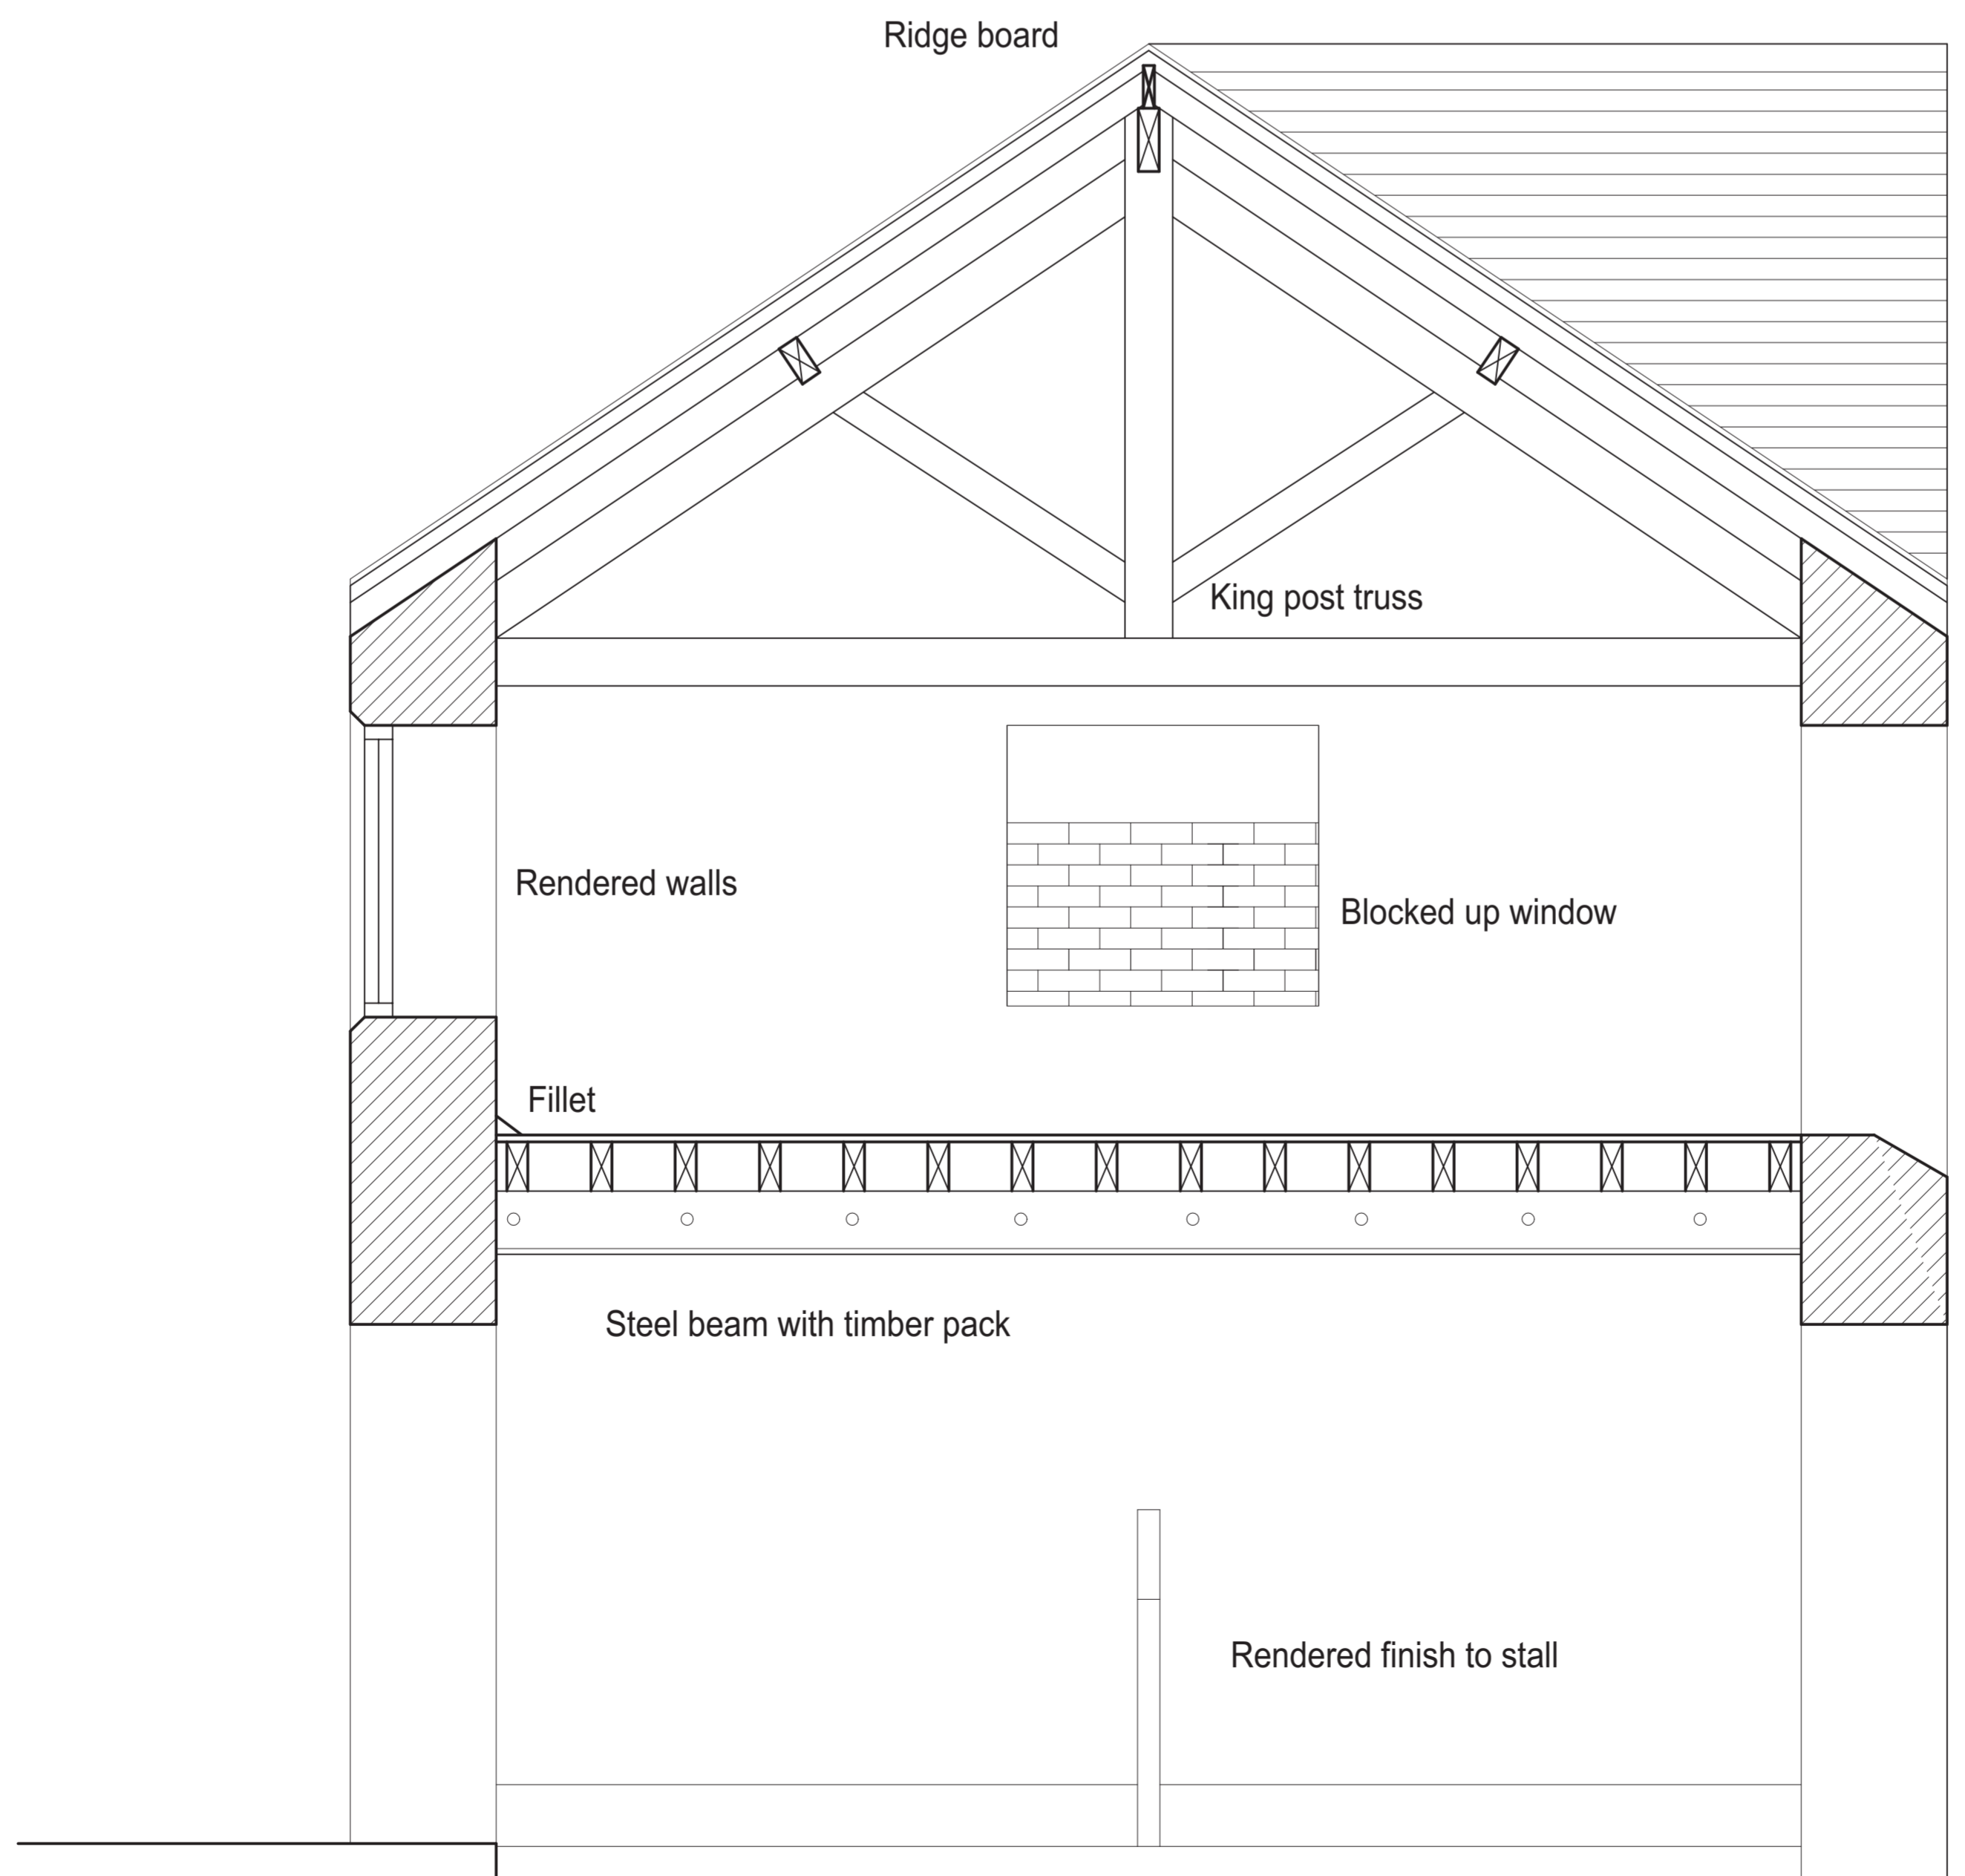 Ridge board
King post truss
Rendered walls
Blocked up window
Fillet
Steel beam with timber pack
Rendered finish to stall